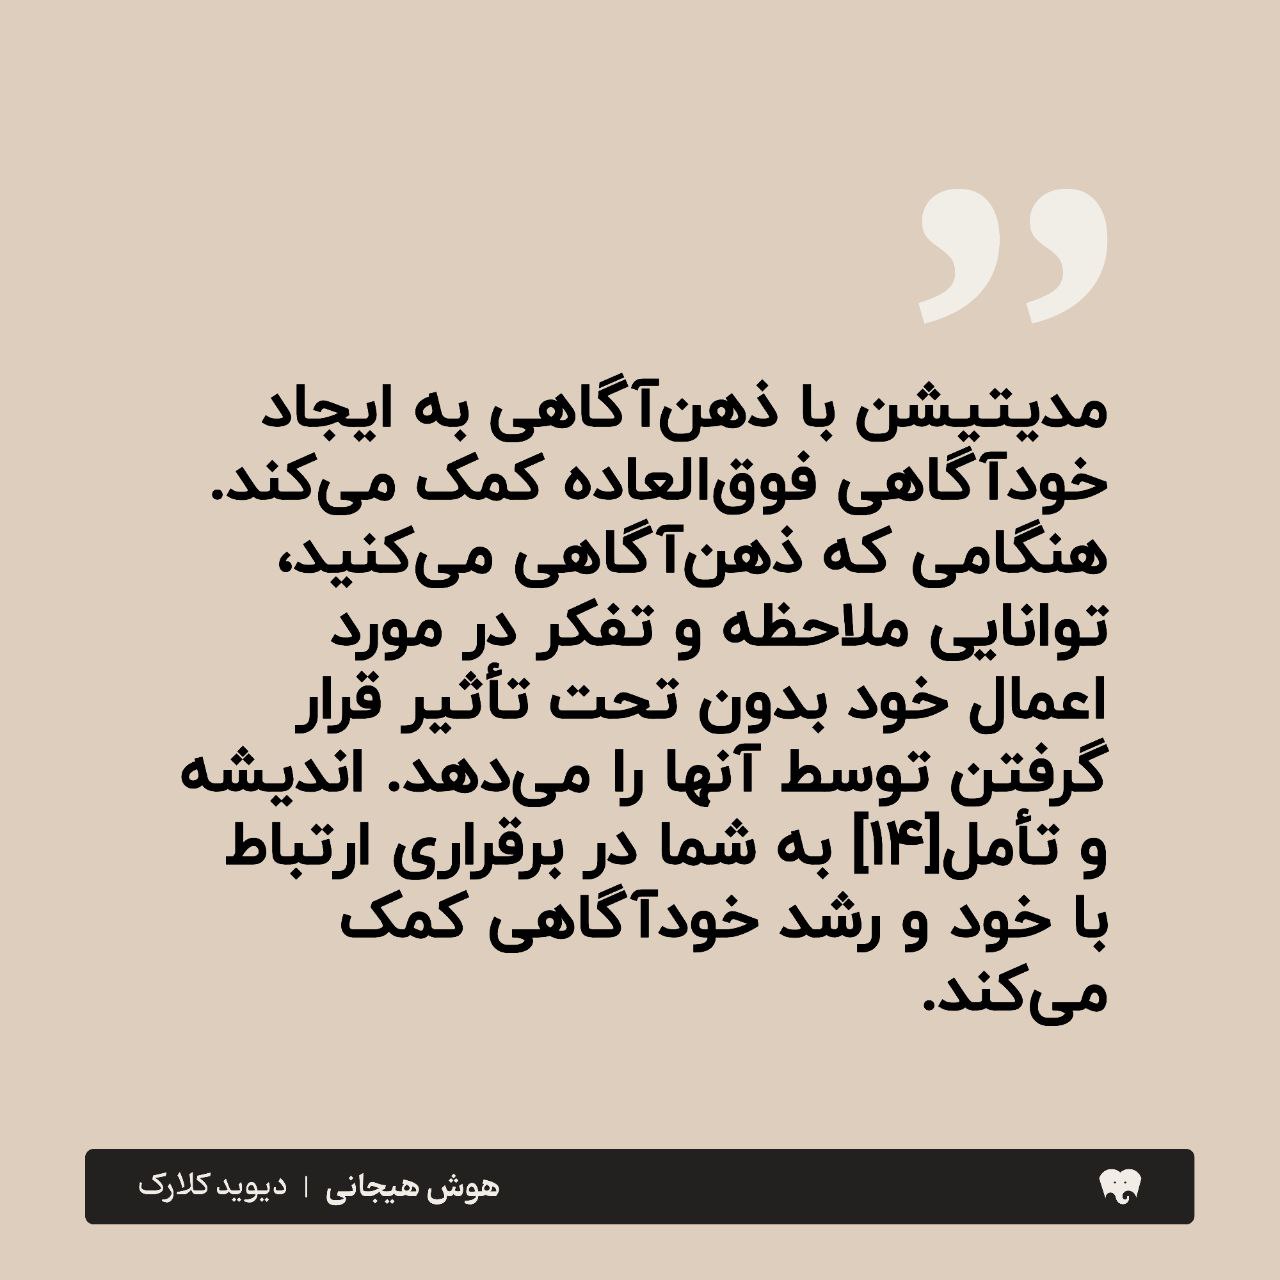 ”
مدیتیشن با ذهن‌آگاهی به ایجاد
خودآگاهی فوق‌العاده کمک می‌کند.
هنگامی که ذهن‌آگاهی می‌کنید،
توانایی ملاحظه و تفکر در مورد
اعمال خود بدون تحت تأثیر قرار
گرفتن توسط آنها را می‌دهد. اندیشه
و تأمل[۱۴] به شما در برقراری ارتباط
با خود و رشد خودآگاهی کمک
می‌کند.
هوش هیجانی | دیوید کلارک